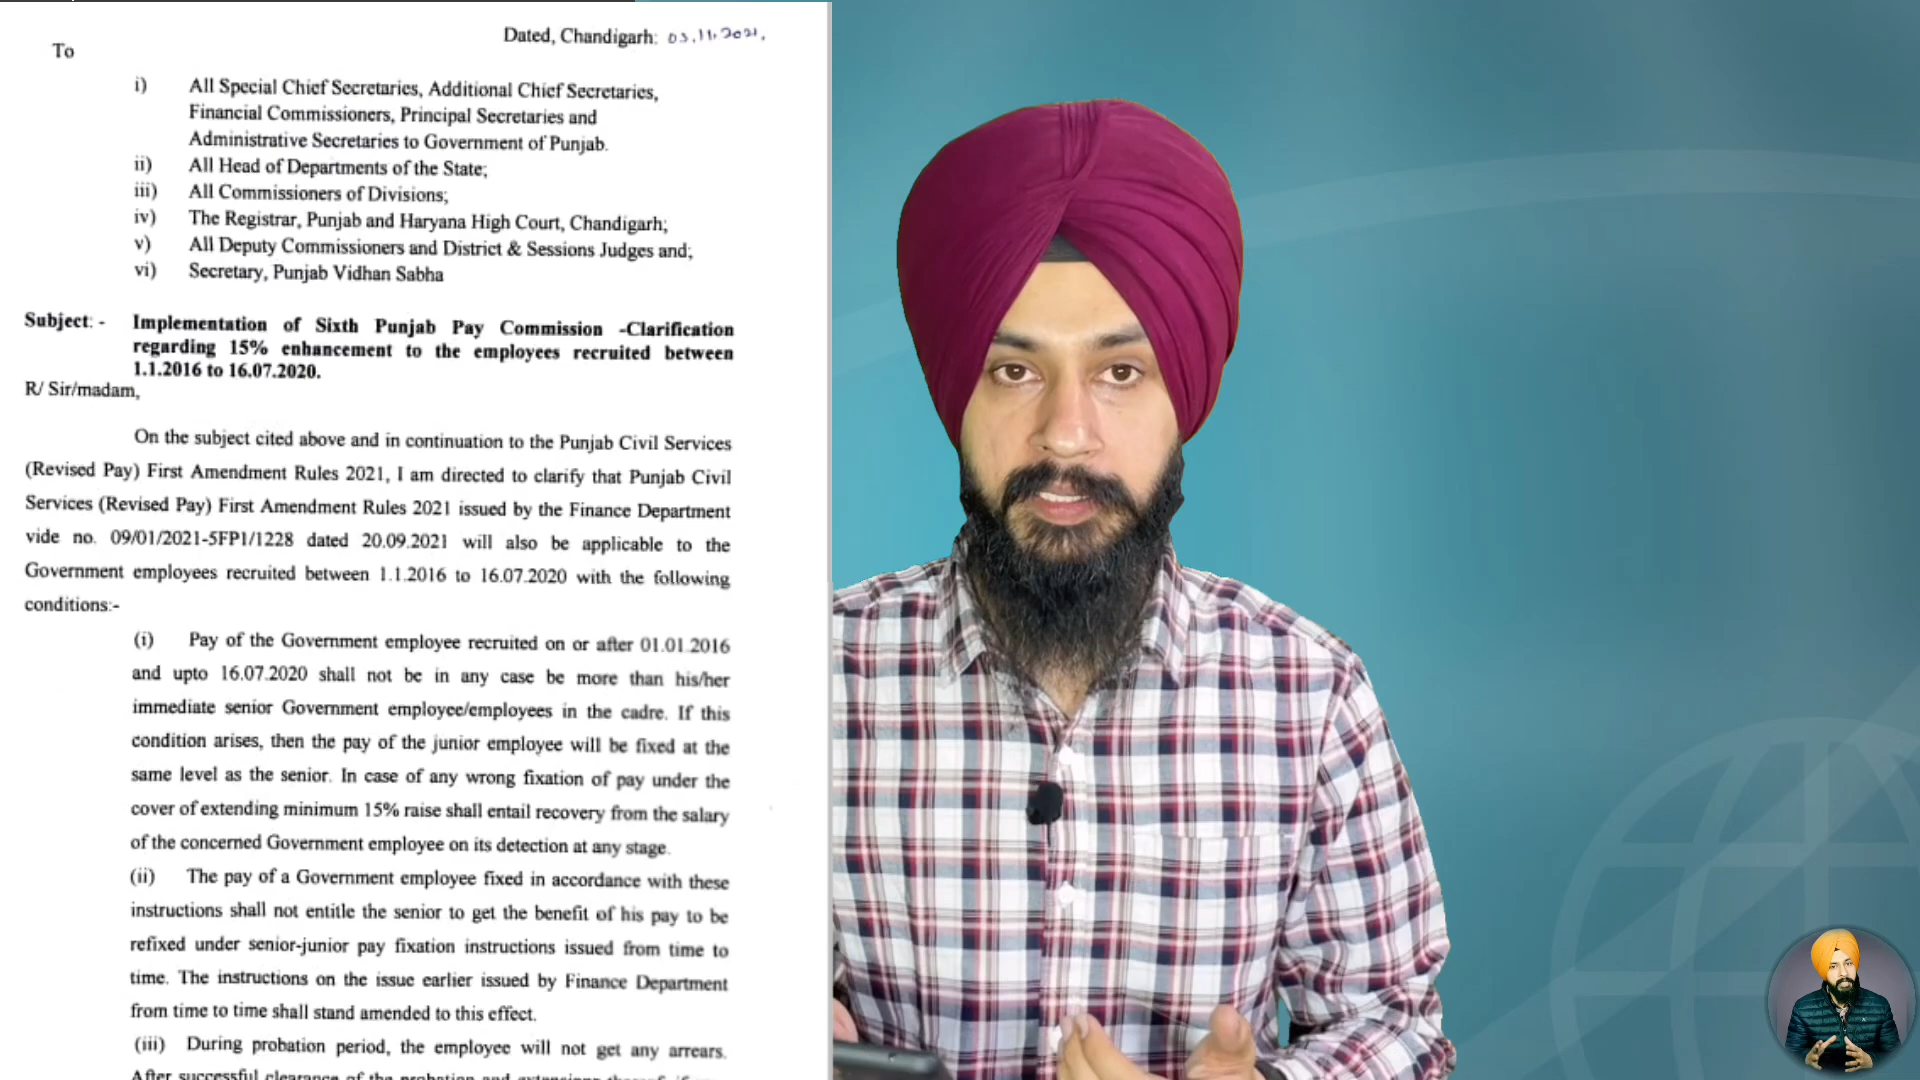 Dated, Chandigarh: 03.11.2021.
To
i) All Special Chief Secretaries, Additional Chief Secretaries,
Financial Commissioners, Principal Secretaries and
Administrative Secretaries to Government of Punjab.
ii) All Head of Departments of the State;
iii) All Commissioners of Divisions;
iv) The Registrar, Punjab and Haryana High Court, Chandigarh;
v) All Deputy Commissioners and District & Sessions Judges and;
vi) Secretary, Punjab Vidhan Sabha
Subject: - Implementation of Sixth Punjab Pay Commission -Clarification
regarding 15% enhancement to the employees recruited between
1.1.2016 to 16.07.2020.
R/ Sir/madam,
On the subject cited above and in continuation to the Punjab Civil Services
(Revised Pay) First Amendment Rules 2021, I am directed to clarify that Punjab Civil
Services (Revised Pay) First Amendment Rules 2021 issued by the Finance Department
vide no. 09/01/2021-5FP1/1228 dated 20.09.2021 will also be applicable to the
Government employees recruited between 1.1.2016 to 16.07.2020 with the following
conditions:-
(i) Pay of the Government employee recruited on or after 01.01.2016
and upto 16.07.2020 shall not be in any case be more than his/her
immediate senior Government employee/employees in the cadre. If this
condition arises, then the pay of the junior employee will be fixed at the
same level as the senior. In case of any wrong fixation of pay under the
cover of extending minimum 15% raise shall entail recovery from the salary
of the concerned Government employee on its detection at any stage.
(ii) The pay of a Government employee fixed in accordance with these
instructions shall not entitle the senior to get the benefit of his pay to be
refixed under senior-junior pay fixation instructions issued from time to
time. The instructions on the issue earlier issued by Finance Department
from time to time shall stand amended to this effect.
(iii) During probation period, the employee will not get any arrears.
After successful clearance of the probation and extensions thereof, if